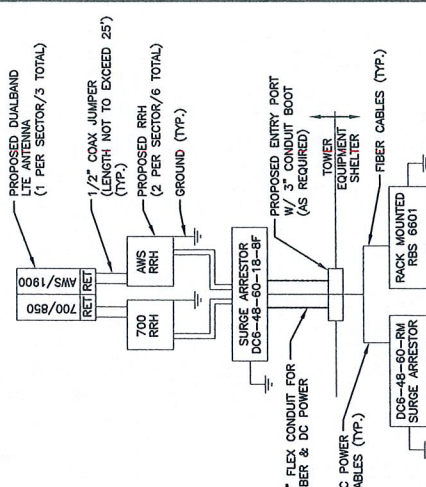 PROPOSED DUALBAND
LTE ANTENNA
(1 PER SECTOR/3 TOTAL)
1/2" COAX JUMPER
(LENGTH NOT TO EXCEED 25')
(TYP.)
PROPOSED RRH
(2 PER SECTOR/6 TOTAL)
GROUND (TYP.)
AWS/1900
700/850
RET
RET
AWS
RRH
700
RRH
SURGE ARRESTOR
DC6-48-60-18-8F
PROPOSED ENTRY PORT
W/ 3" CONDUIT BOOT
(AS REQUIRED)
TOWER
EQUIPMENT
SHELTER
" FLEX CONDUIT FOR
BER & DC POWER
FIBER CABLES (TYP.)
C POWER
ABLES (TYP.)
RACK MOUNTED
RBS 6601
DC6-48-60-RM
SURGE ARRESTOR